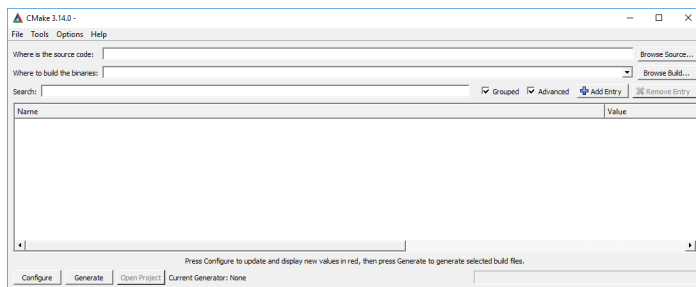 CMake 3.14.0 -
File Tools Options Help
Where is the source code: Browse Source...
Where to build the binaries: Browse Build...
Search: Grouped Advanced Add Entry Remove Entry
Name Value
Press Configure to update and display new values in red, then press Generate to generate selected build files.
Configure Generate Open Project Current Generator: None